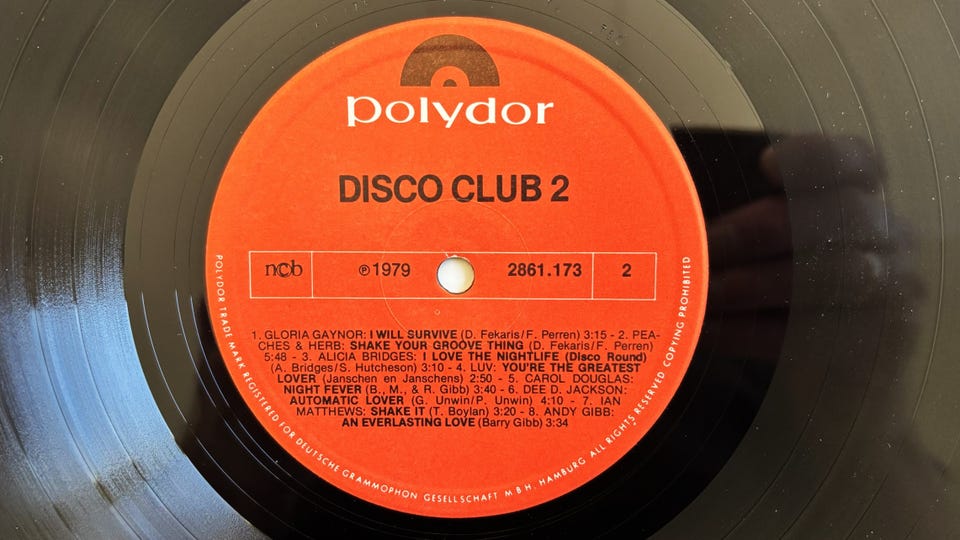 polydor
DISCO CLUB 2
ncb ℗ 1979 2861.173 2
1. GLORIA GAYNOR: I WILL SURVIVE (D. Fekaris/F. Perren) 3:15 - 2. PEA-
CHES & HERB: SHAKE YOUR GROOVE THING (D. Fekaris/F. Perren)
5:48 - 3. ALICIA BRIDGES: I LOVE THE NIGHTLIFE (Disco Round)
(A. Bridges/S. Hutcheson) 3:10 - 4. LUV: YOU'RE THE GREATEST
LOVER (Janschen en Janschens) 2:50 - 5. CAROL DOUGLAS:
NIGHT FEVER (B., M., & R. Gibb) 3:40 - 6. DEE D. JACKSON:
AUTOMATIC LOVER (G. Unwin/P. Unwin) 4:10 - 7. IAN
MATTHEWS: SHAKE IT (T. Boylan) 3:20 - 8. ANDY GIBB:
AN EVERLASTING LOVE (Barry Gibb) 3:34
POLYDOR TRADE MARK REGISTERED FOR DEUTSCHE GRAMMOPHON GESELLSCHAFT M B H. HAMBURG ALL RIGHTS RESERVED COPYING PROHIBITED